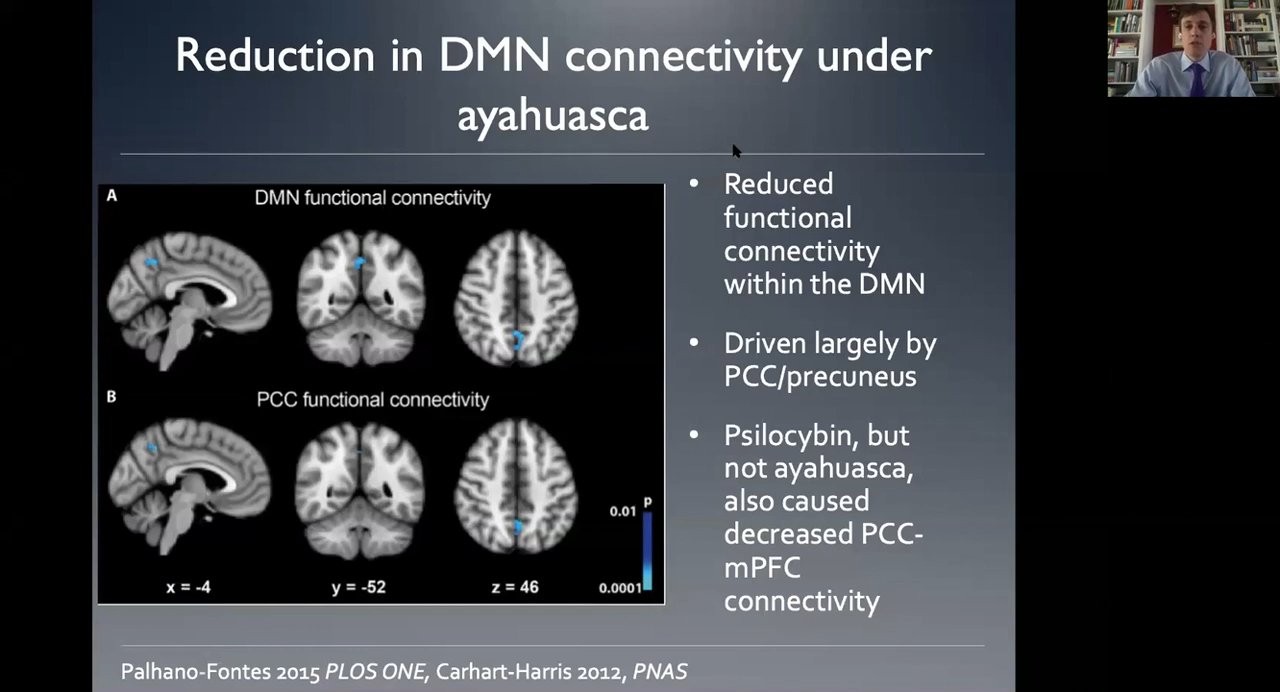 Reduction in DMN connectivity under
ayahuasca
A
DMN functional connectivity
B
PCC functional connectivity
p
0.01
0.0001
x = -4
y = -52
z = 46
• Reduced
functional
connectivity
within the DMN
• Driven largely by
PCC/precuneus
• Psilocybin, but
not ayahuasca,
also caused
decreased PCC-
mPFC
connectivity
Palhano-Fontes 2015 PLOS ONE, Carhart-Harris 2012, PNAS